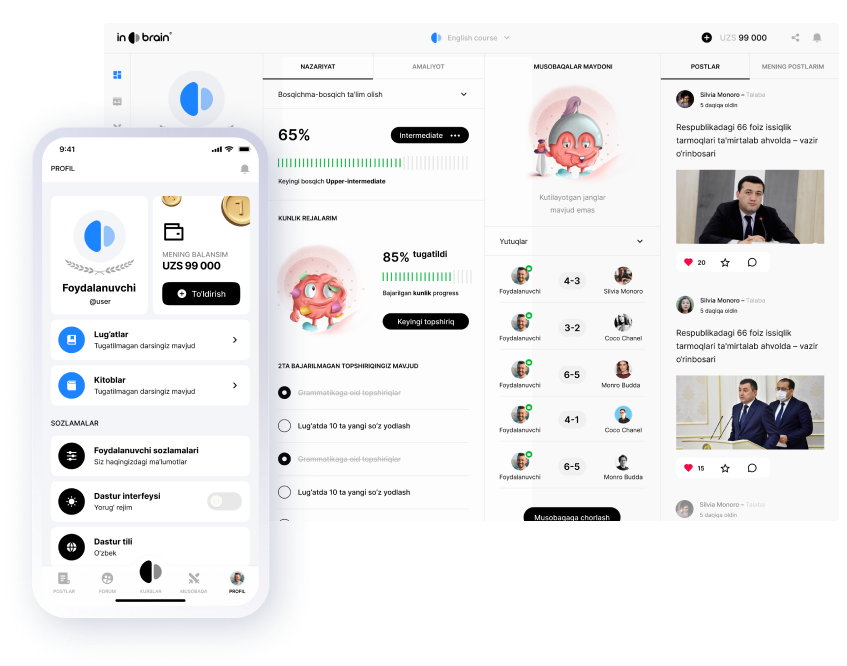 in brain
English course
UZS 99 000
NAZARIYAT
AMALIYOT
Bosqichma-bosqich ta'lim olish
65%
Intermediate
Keyingi bosqich Upper-intermediate
KUNLIK REJALARIM
85% tugatildi
Bajarilgan kunlik progress
Keyingi topshiriq
2TA BAJARILMAGAN TOPSHIRIQINGIZ MAVJUD
Grammatikaga oid topshiriqlar
Lug'atda 10 ta yangi so'z yodlash
Grammatikaga oid topshiriqlar
Lug'atda 10 ta yangi so'z yodlash
MUSOBAQALAR MAYDONI
Kutilayotgan janglar
mavjud emas
Yutuqlar
4-3
Foydalanuvchi
Silvia Monoro
3-2
Foydalanuvchi
Coco Chanel
6-5
Foydalanuvchi
Monro Budda
4-1
Foydalanuvchi
Coco Chanel
6-5
Foydalanuvchi
Monro Budda
Musobaqaga chorlash
POSTLAR
MENING POSTLARIM
Silvia Monoro – Talaba
5 daqiqa oldin
Respublikadagi 66 foiz issiqlik
tarmoqlari ta'mirtalab ahvolda – vazir
o'rinbosari
20
Silvia Monoro – Talaba
5 daqiqa oldin
Respublikadagi 66 foiz issiqlik
tarmoqlari ta'mirtalab ahvolda – vazir
o'rinbosari
15
Silvia Monoro – Talaba
5 daqiqa oldin
9:41
PROFIL
Foydalanuvchi
@user
1
MENING BALANSIM
UZS 99 000
To'ldirish
Lug'atlar
Tugatilmagan darsingiz mavjud
Kitoblar
Tugatilmagan darsingiz mavjud
SOZLAMALAR
Foydalanuvchi sozlamalari
Siz haqingizdagi ma'lumotlar
Dastur interfeysi
Yorug' rejim
Dastur tili
O'zbek
POSTLAR
FORUM
KURSLAR
MUSOBAQA
PROFIL